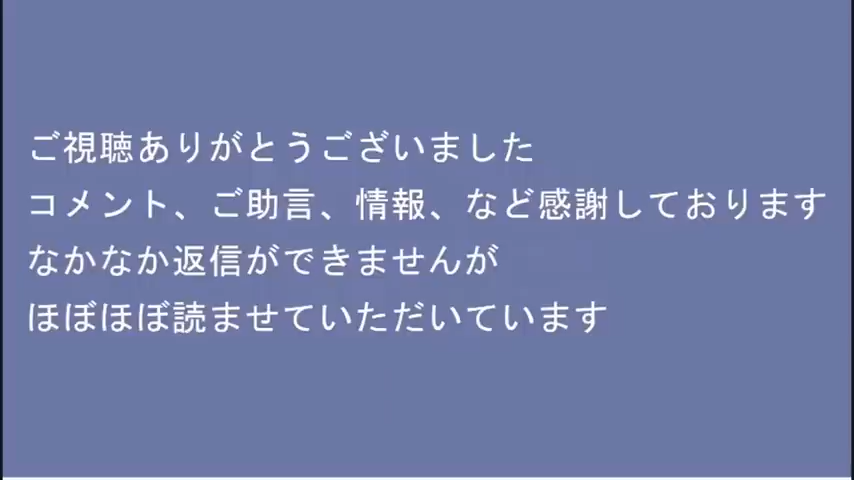 ご視聴ありがとうございました
コメント、ご助言、情報、など感謝しております
なかなか返信ができませんが
ほぼほぼ読ませていただいています